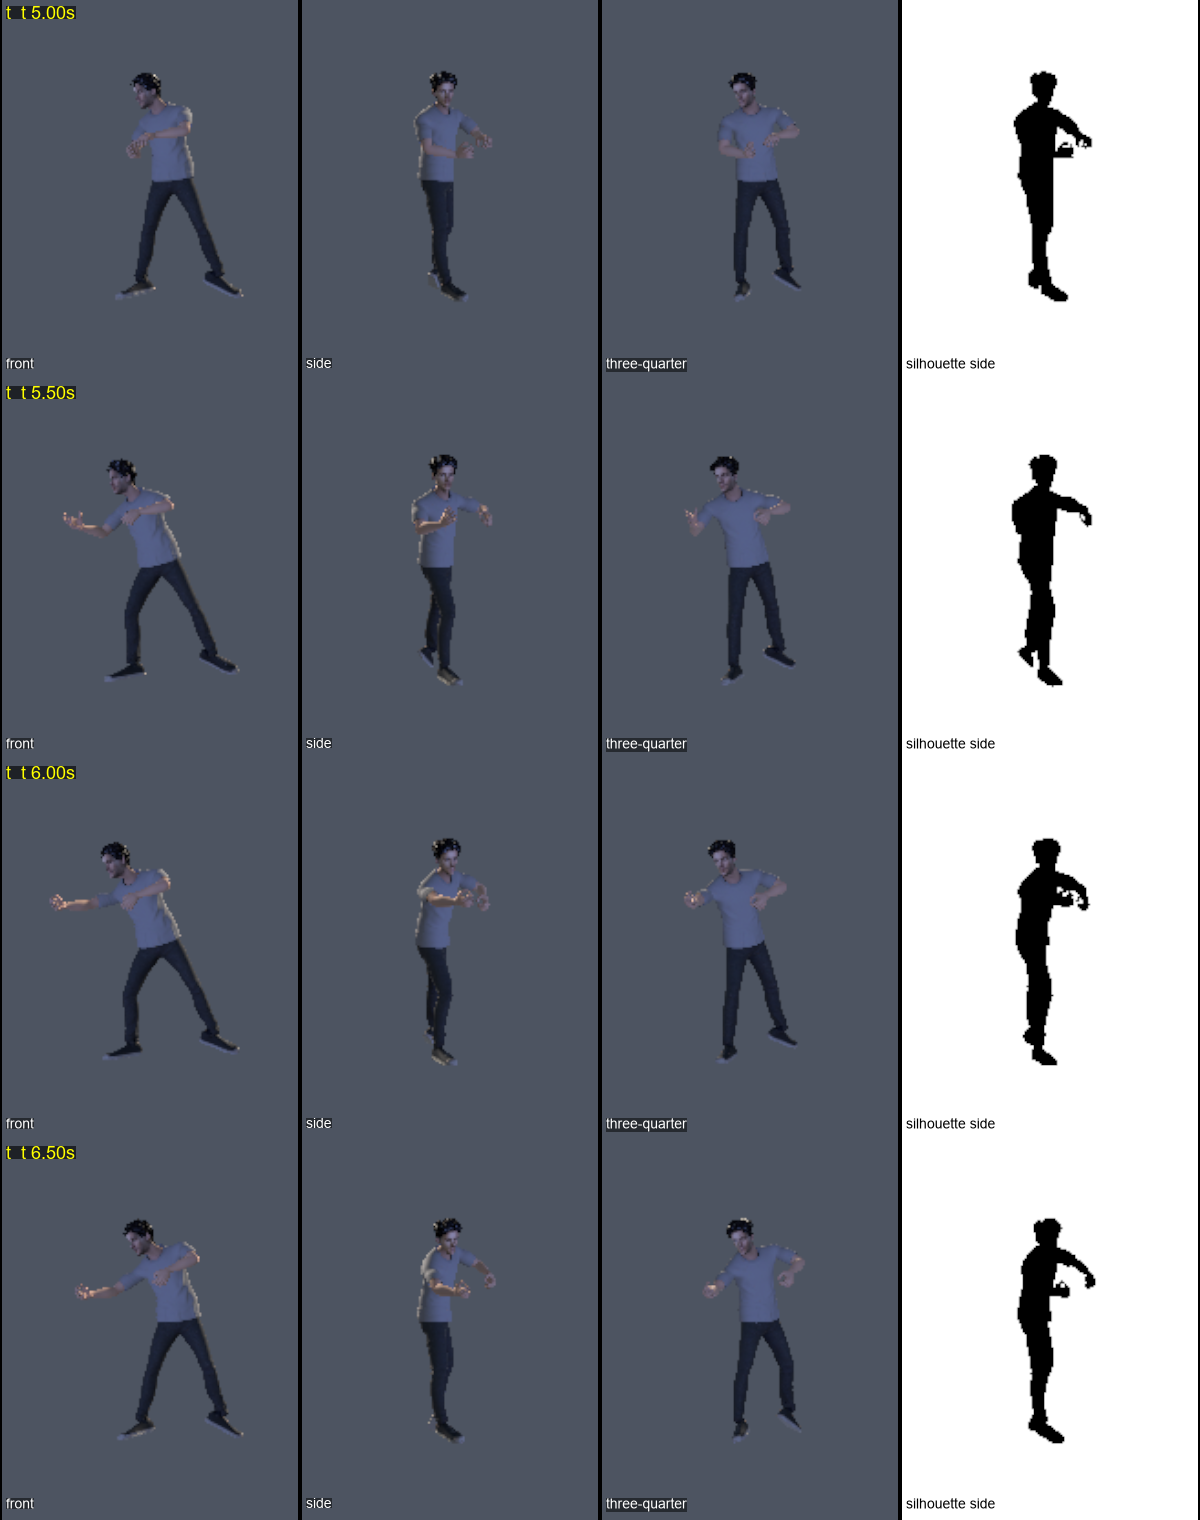 t t 5.00s
front
side
three-quarter
silhouette side
t t 5.50s
front
side
three-quarter
silhouette side
t t 6.00s
front
side
three-quarter
silhouette side
t t 6.50s
front
side
three-quarter
silhouette side